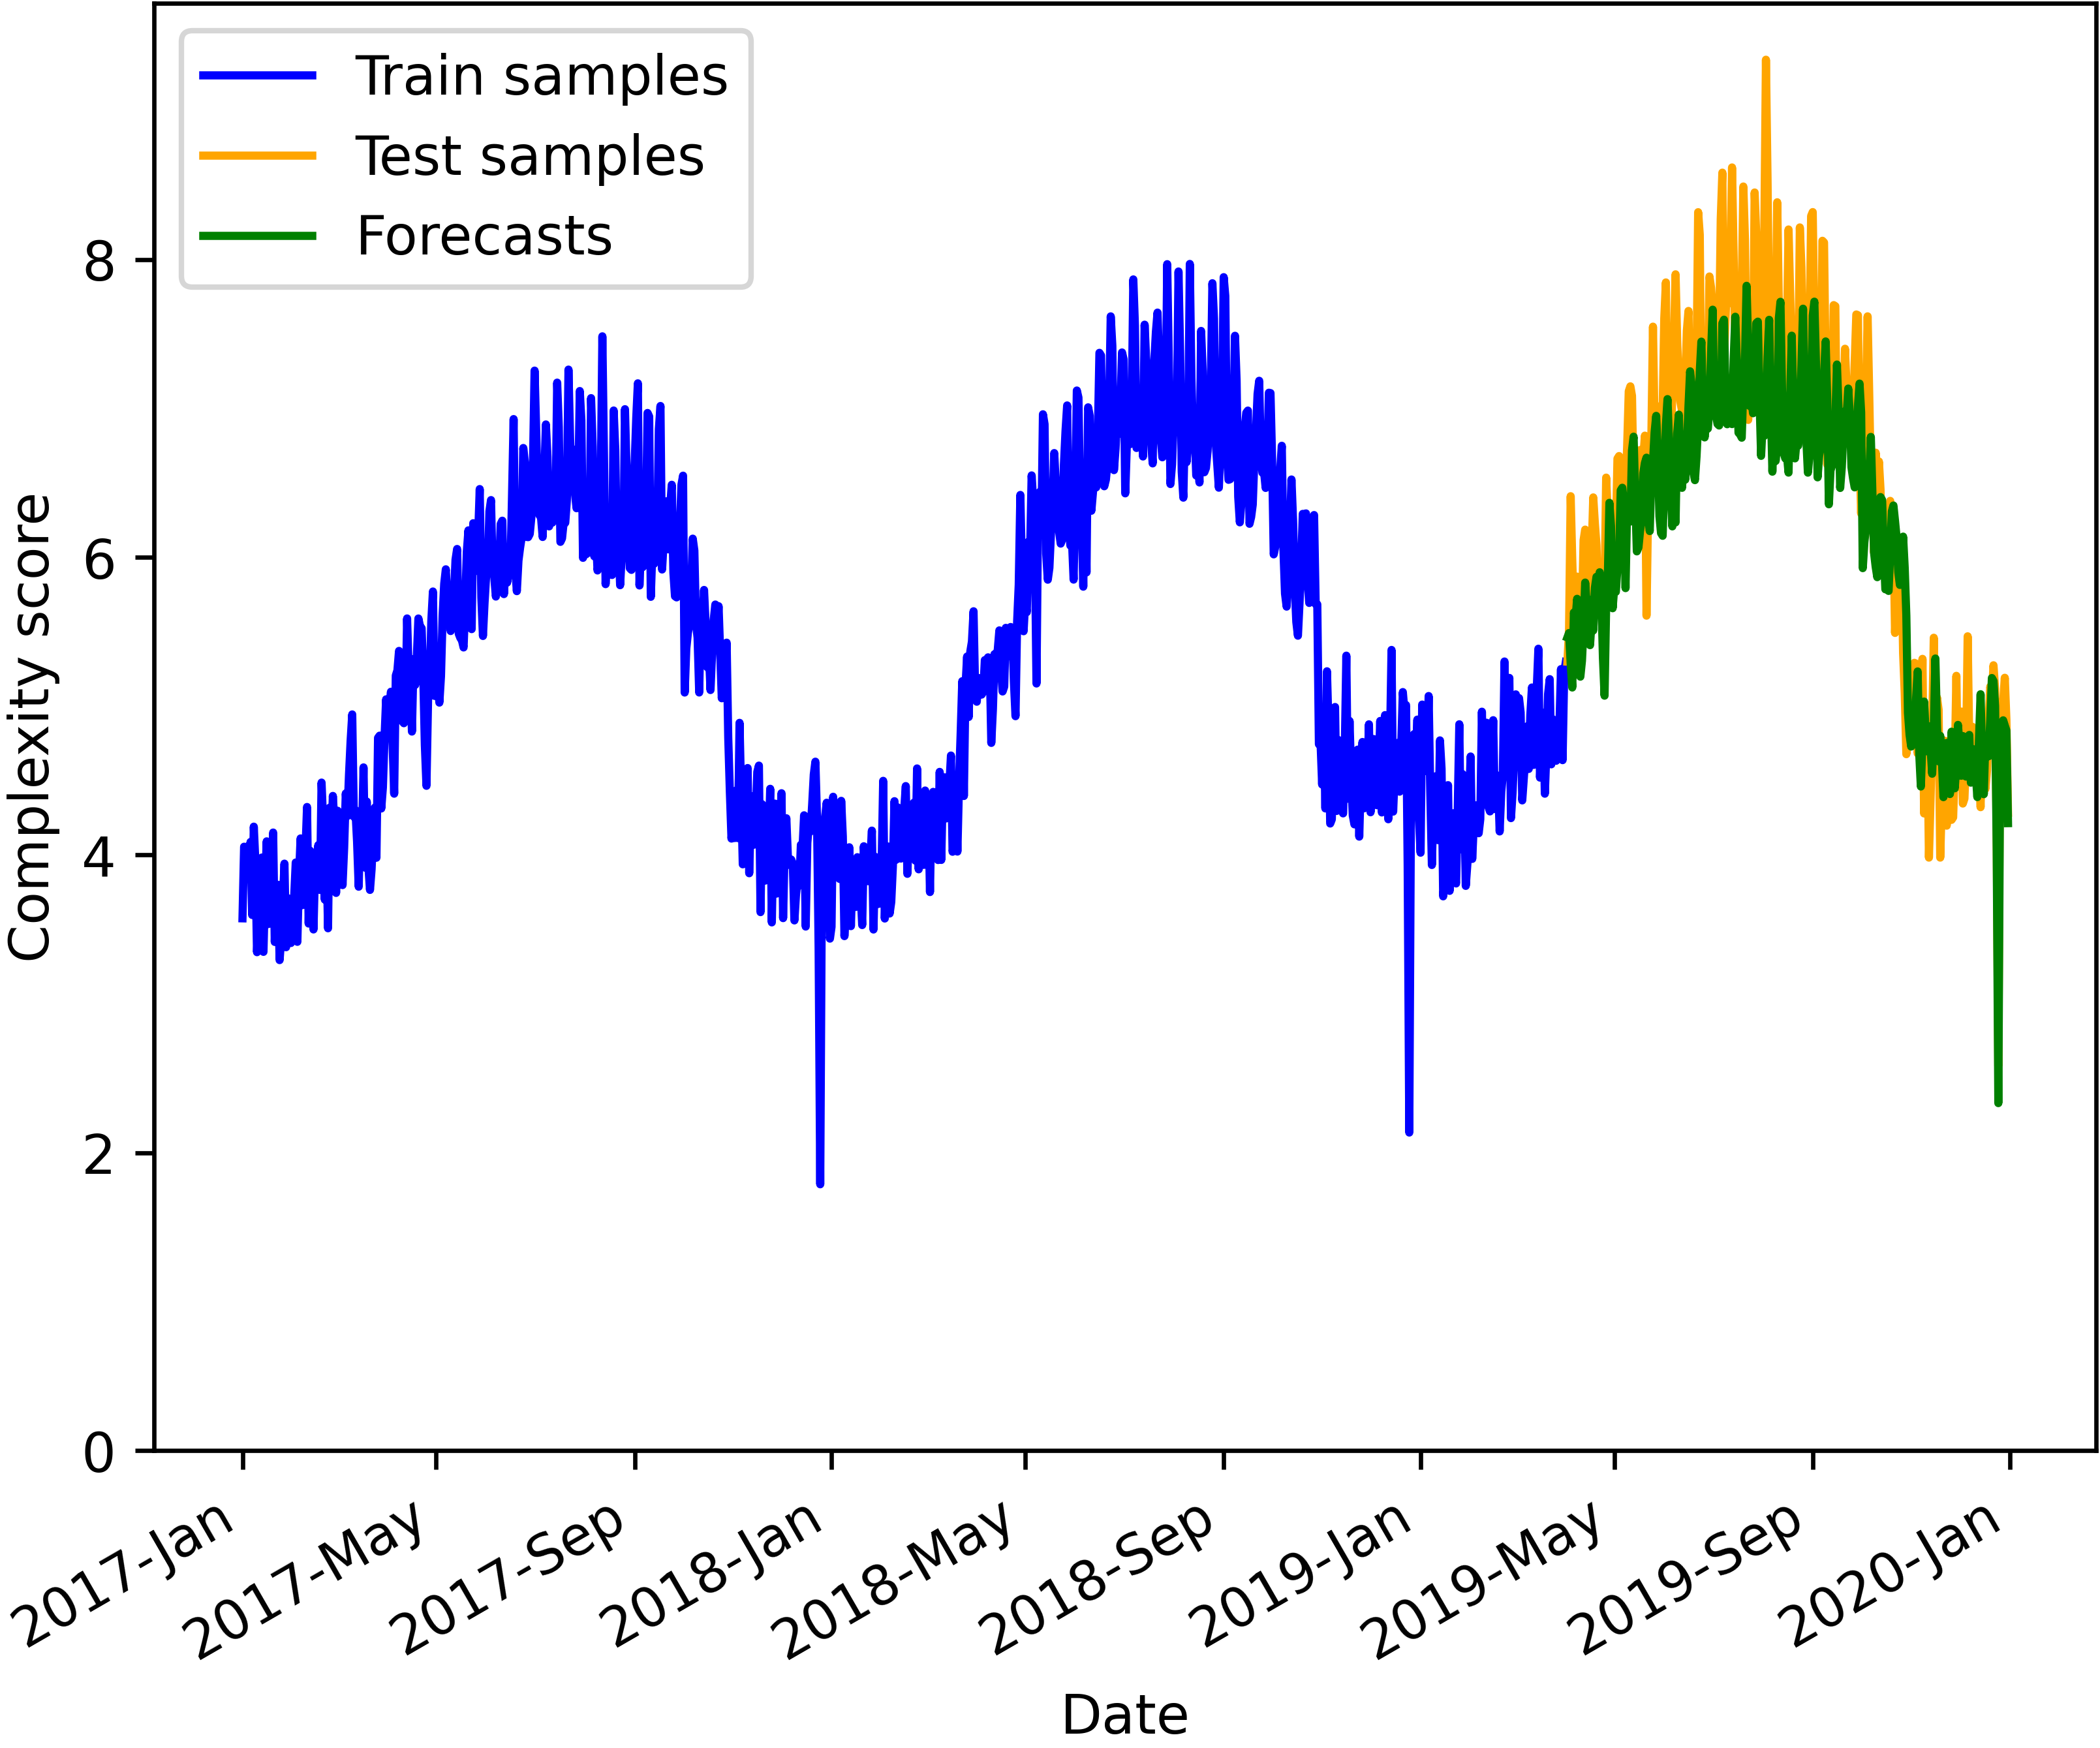 Train samples
Test samples
Forecasts
Complexity score
8
6
4
2
0
2017-Jan
2017-May
2017-Sep
2018-Jan
2018-May
2018-Sep
2019-Jan
2019-May
2019-Sep
2020-Jan
Date